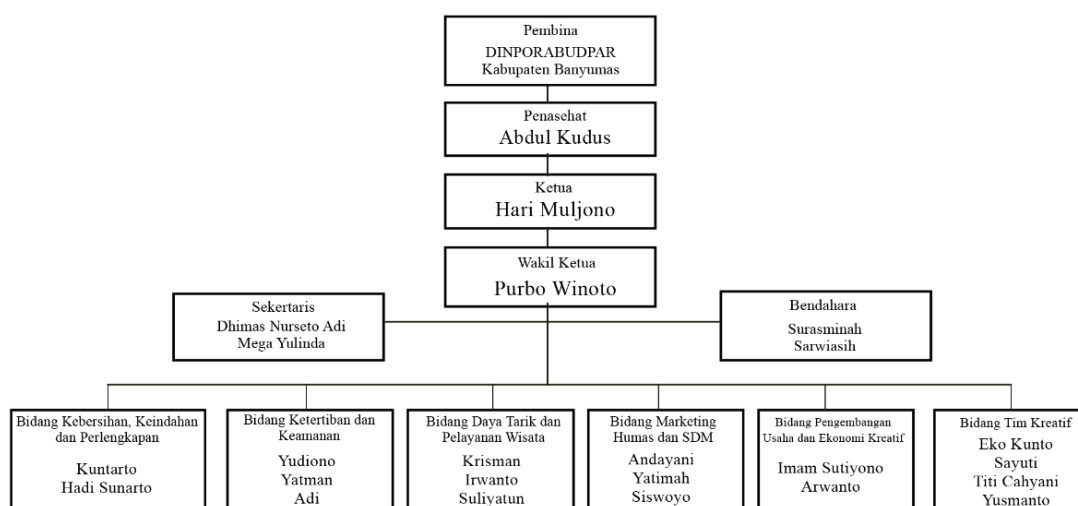 Pembina
DINPORABUDPAR
Kabupaten Banyumas
Penasehat
Abdul Kudus
Ketua
Hari Muljono
Wakil Ketua
Purbo Winoto
Sekertaris
Dhimas Nurseto Adi
Mega Yulinda
Bendahara
Surasminah
Sarwiasih
Bidang Kebersihan, Keindahan
dan Perlengkapan
Kuntarto
Hadi Sunarto
Bidang Ketertiban dan
Keamanan
Yudiono
Yatman
Adi
Bidang Daya Tarik dan
Pelayanan Wisata
Krisman
Irwanto
Suliyatun
Bidang Marketing
Humas dan SDM
Andayani
Yatimah
Siswoyo
Bidang Pengembangan
Usaha dan Ekonomi Kreatif
Imam Sutiyono
Arwanto
Bidang Tim Kreatif
Eko Kunto
Sayuti
Titi Cahyani
Yusmanto